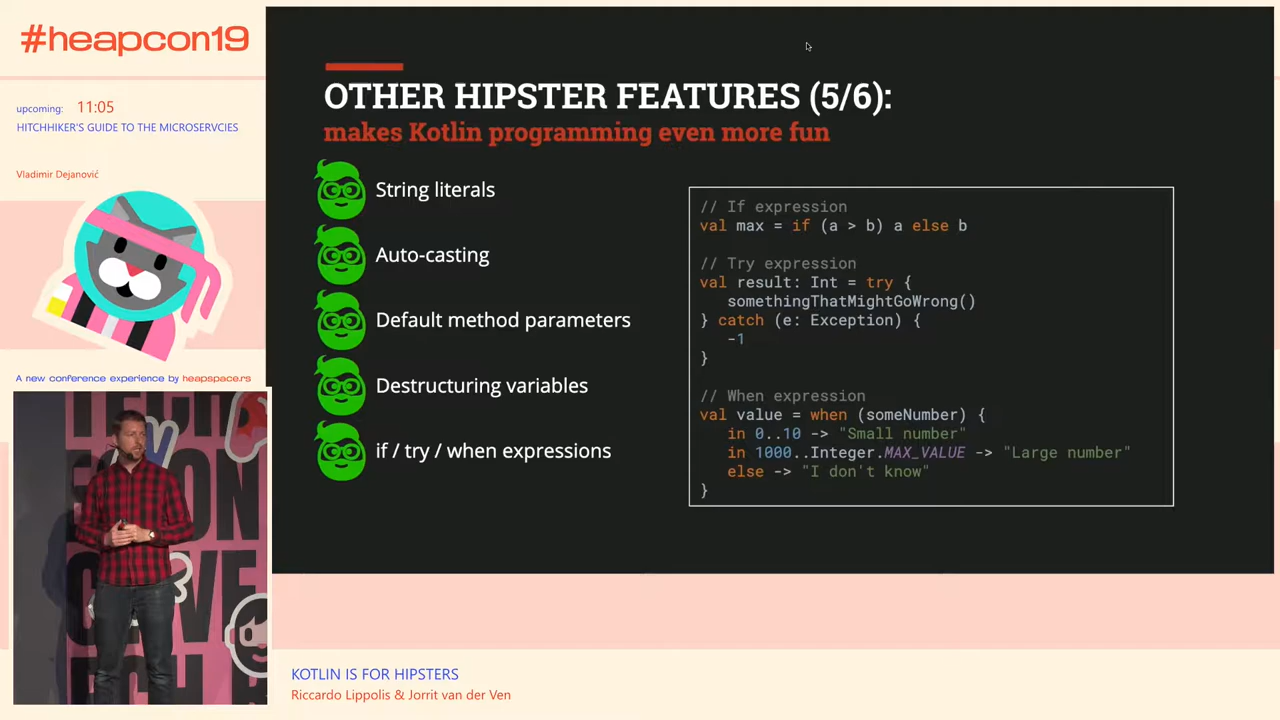 #heapcon19
upcoming: 11:05
HITCHHIKER'S GUIDE TO THE MICROSERVCIES
Vladimir Dejanović
A new conference experience by heapspace.rs
OTHER HIPSTER FEATURES (5/6):
makes Kotlin programming even more fun
String literals
Auto-casting
Default method parameters
Destructuring variables
if / try / when expressions
// If expression
val max = if (a > b) a else b
// Try expression
val result: Int = try {
somethingThatMightGoWrong()
} catch (e: Exception) {
-1
}
// When expression
val value = when (someNumber) {
in 0..10 -> "Small number"
in 1000..Integer.MAX_VALUE -> "Large number"
else -> "I don't know"
}
KOTLIN IS FOR HIPSTERS
Riccardo Lippolis & Jorrit van der Ven